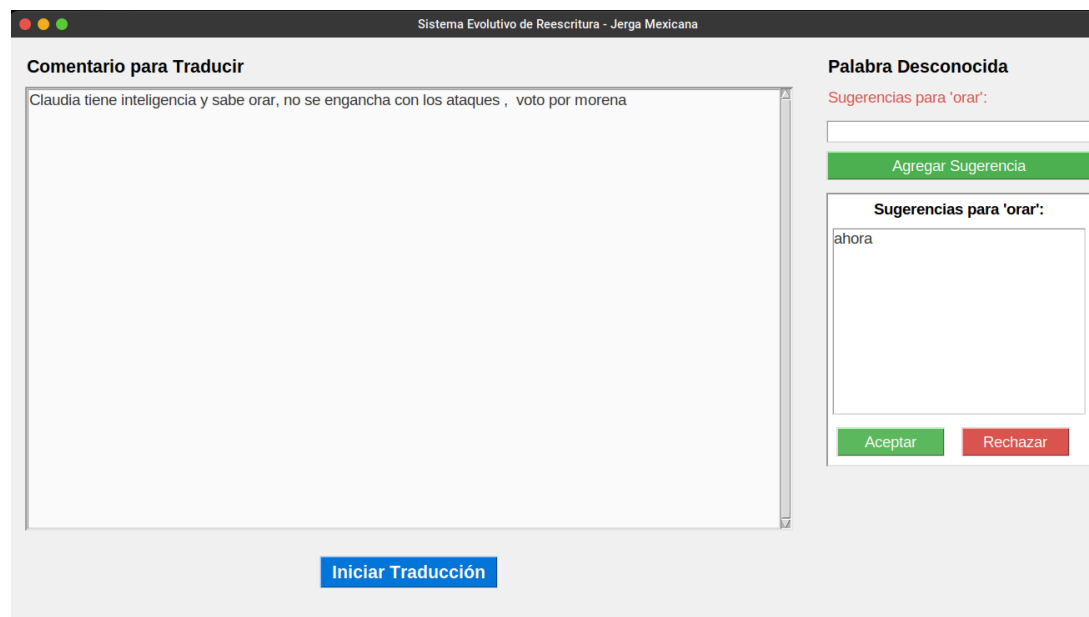 Sistema Evolutivo de Reescritura - Jerga Mexicana
Comentario para Traducir
Claudia tiene inteligencia y sabe orar, no se engancha con los ataques ,  voto por morena
Iniciar Traducción
Palabra Desconocida
Sugerencias para 'orar':
Agregar Sugerencia
Sugerencias para 'orar':
ahora
Aceptar Rechazar